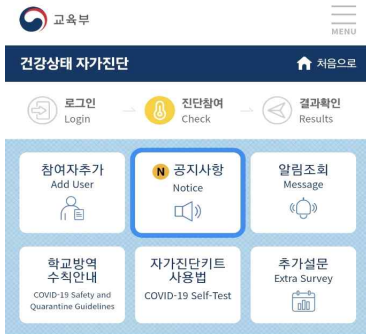 교육부
MENU
건강상태 자가진단
처음으로
로그인
Login
진단참여
Check
결과확인
Results
참여자추가
Add User
N 공지사항
Notice
알림조회
Message
학교방역
수칙안내
COVID-19 Safety and
Quarantine Guidelines
자가진단키트
사용법
COVID-19 Self-Test
추가설문
Extra Survey